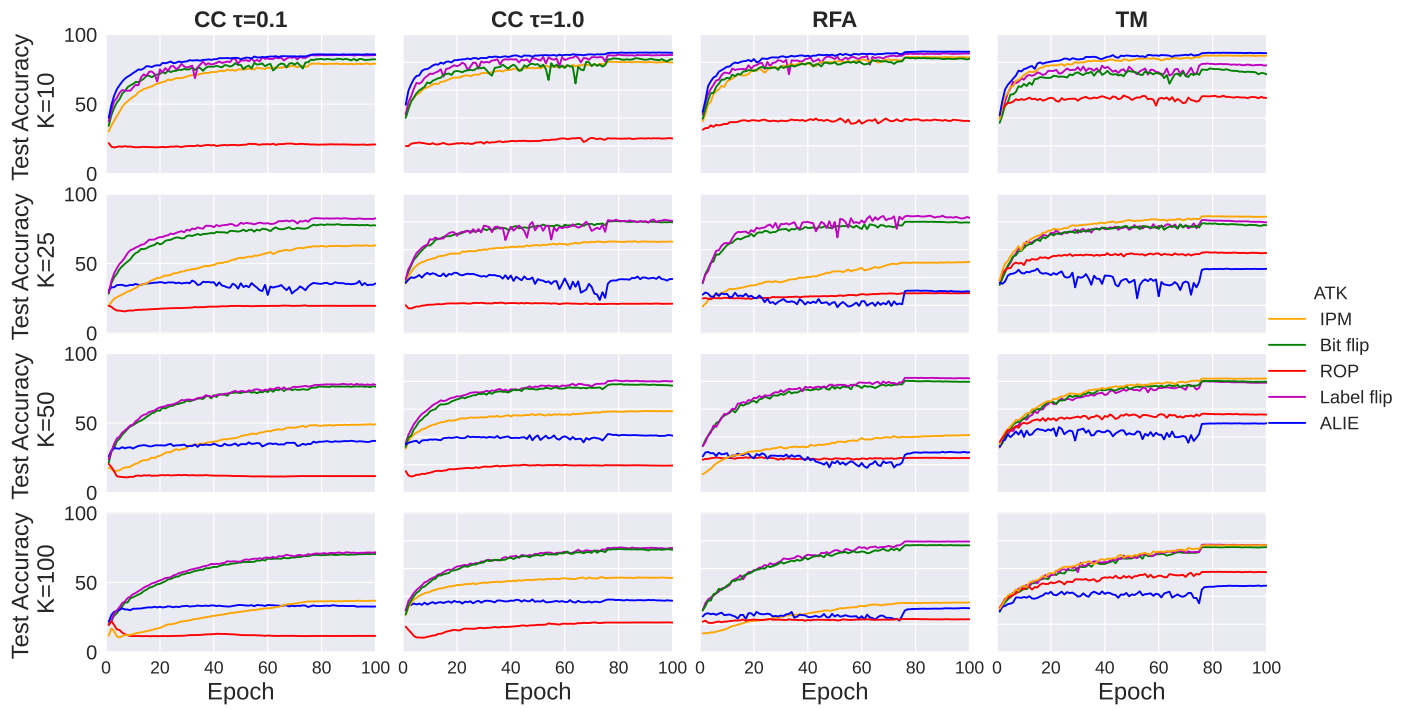 CC τ=0.1 CC τ=1.0 RFA TM
Test Accuracy
K=10
100
50
0
Test Accuracy
K=25
100
50
0
ATK
IPM
Bit flip
ROP
Label flip
ALIE
Test Accuracy
K=50
100
50
0
Test Accuracy
K=100
100
50
0
0 20 40 60 80 100 0 20 40 60 80 100 0 20 40 60 80 100 0 20 40 60 80 100
Epoch Epoch Epoch Epoch